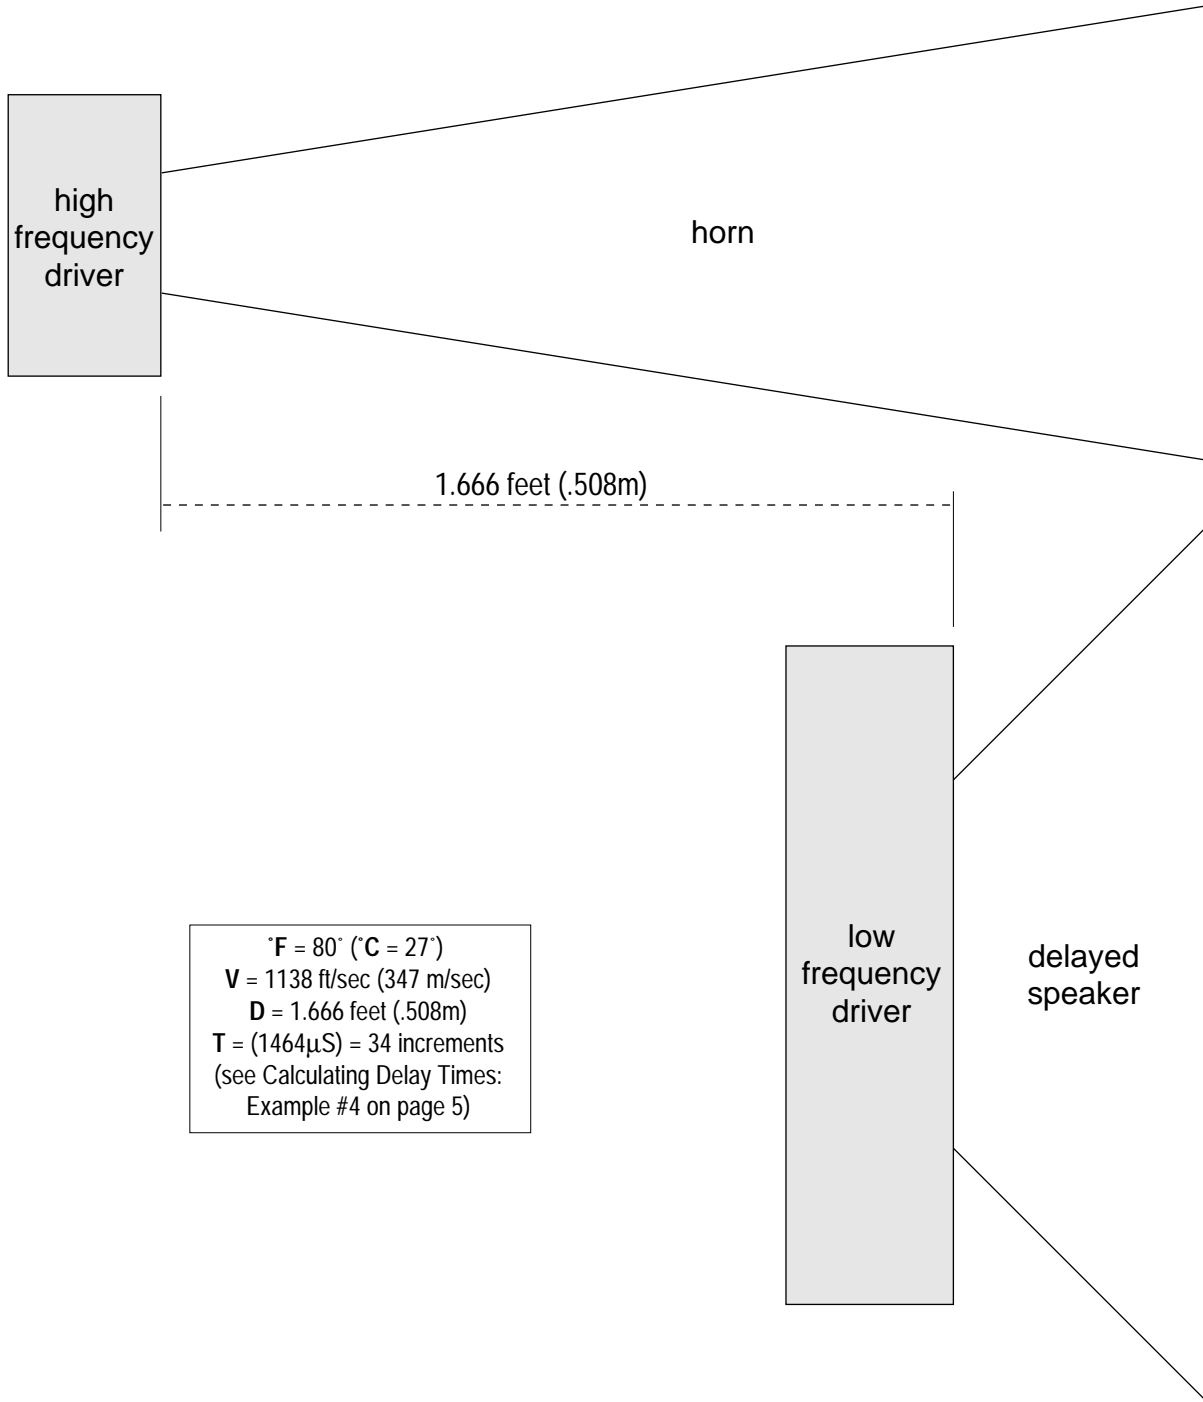 high
frequency
driver
horn
1.666 feet (.508m)
°F = 80° (°C = 27°)
V = 1138 ft/sec (347 m/sec)
D = 1.666 feet (.508m)
T = (1464μS) = 34 increments
(see Calculating Delay Times:
Example #4 on page 5)
low
frequency
driver
delayed
speaker